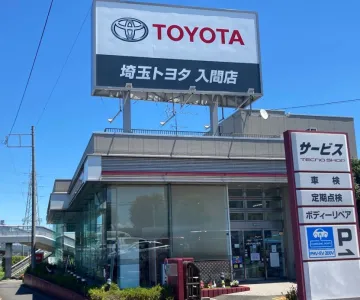 TOYOTA
埼玉トヨタ 入間店
サービス
TECNO SHOP
車 検
定期点検
ボディーリペア
P